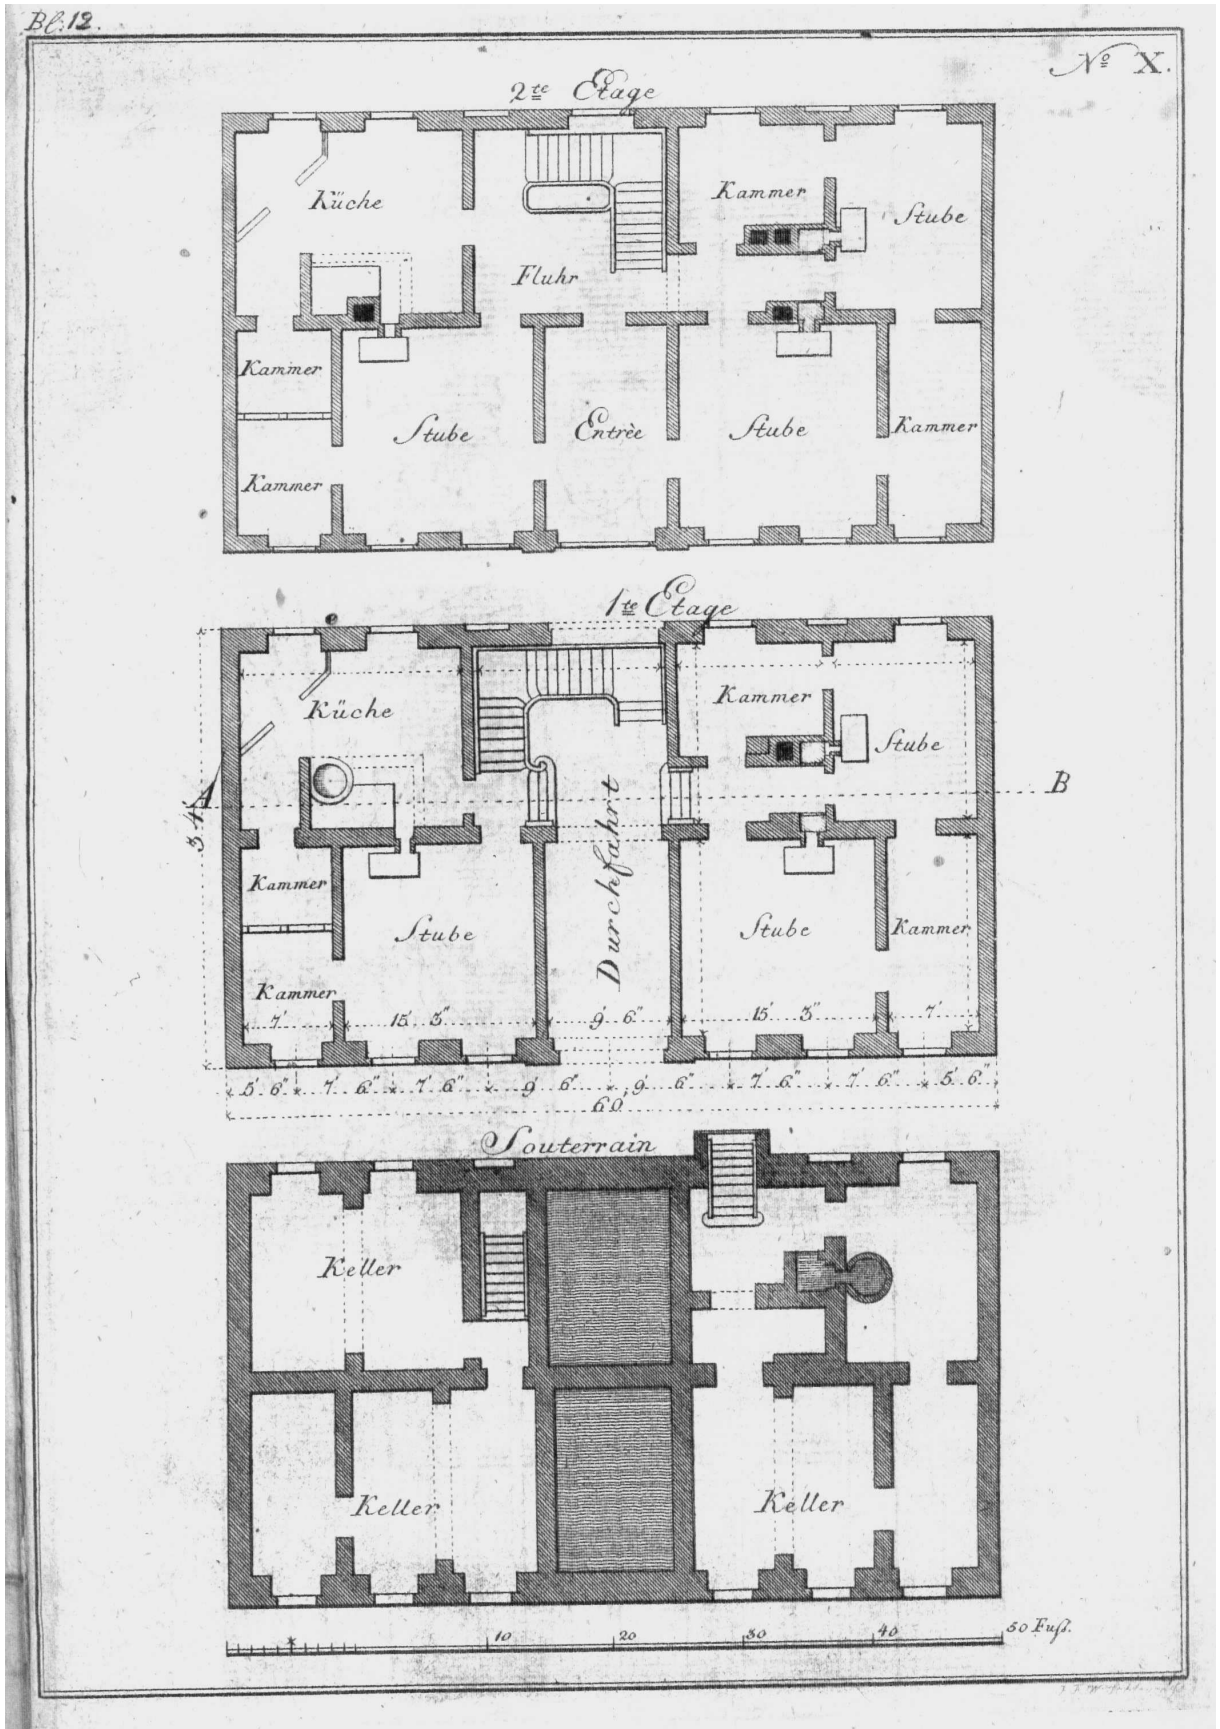 Bl: 12.
No X.
2te Etage
Küche
Kammer
Stube
Fluhr
Kammer
Stube
Entrèe
Stube
Kammer
Kammer
1te Etage
Küche
Kammer
Stube
A
B
34'
Durchfahrt
Kammer
Stube
Stube
Kammer
Kammer
7' 15' 3" 9' 6" 15' 3" 7'
5' 6" 7' 6" 7' 6" 9' 6" 9' 6" 7' 6" 7' 6" 5' 6"
60'
Souterrain
Keller
Keller
Keller
10 20 30 40 50 Fuß.